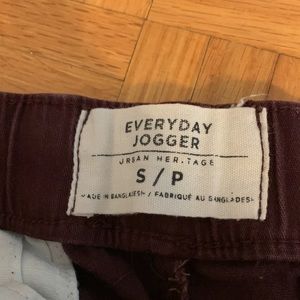 EVERYDAY
JOGGER
URBAN HERITAGE
S / P
MADE IN BANGLADESH / FABRIQUÉ AU BANGLADESH